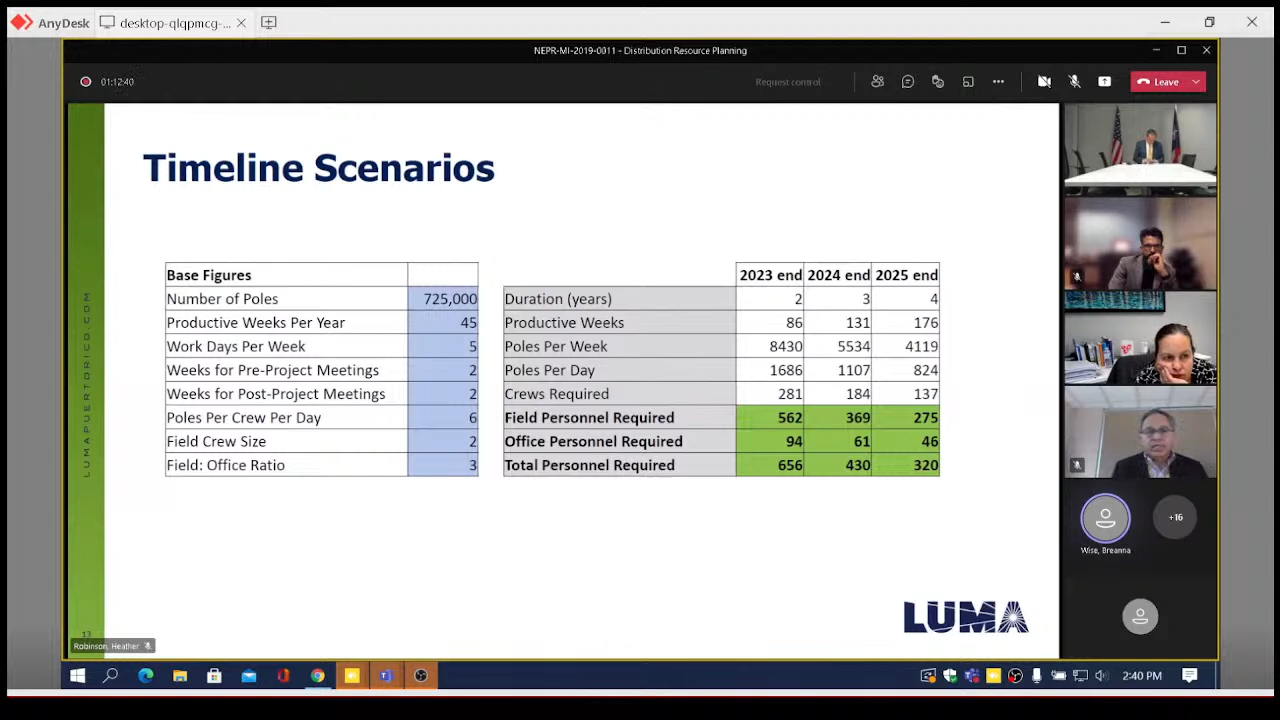 AnyDesk
desktop-qlqpmcg-...
NEPR-MI-2019-0011 - Distribution Resource Planning
01:12:40
Request control
Leave
Timeline Scenarios
Base Figures
Number of Poles 725,000
Productive Weeks Per Year 45
Work Days Per Week 5
Weeks for Pre-Project Meetings 2
Weeks for Post-Project Meetings 2
Poles Per Crew Per Day 6
Field Crew Size 2
Field: Office Ratio 3
2023 end 2024 end 2025 end
Duration (years) 2 3 4
Productive Weeks 86 131 176
Poles Per Week 8430 5534 4119
Poles Per Day 1686 1107 824
Crews Required 281 184 137
Field Personnel Required 562 369 275
Office Personnel Required 94 61 46
Total Personnel Required 656 430 320
LUMAPUERTORICO.COM
13
LUMA
Robinson, Heather
Wise, Breanna
+16
2:40 PM